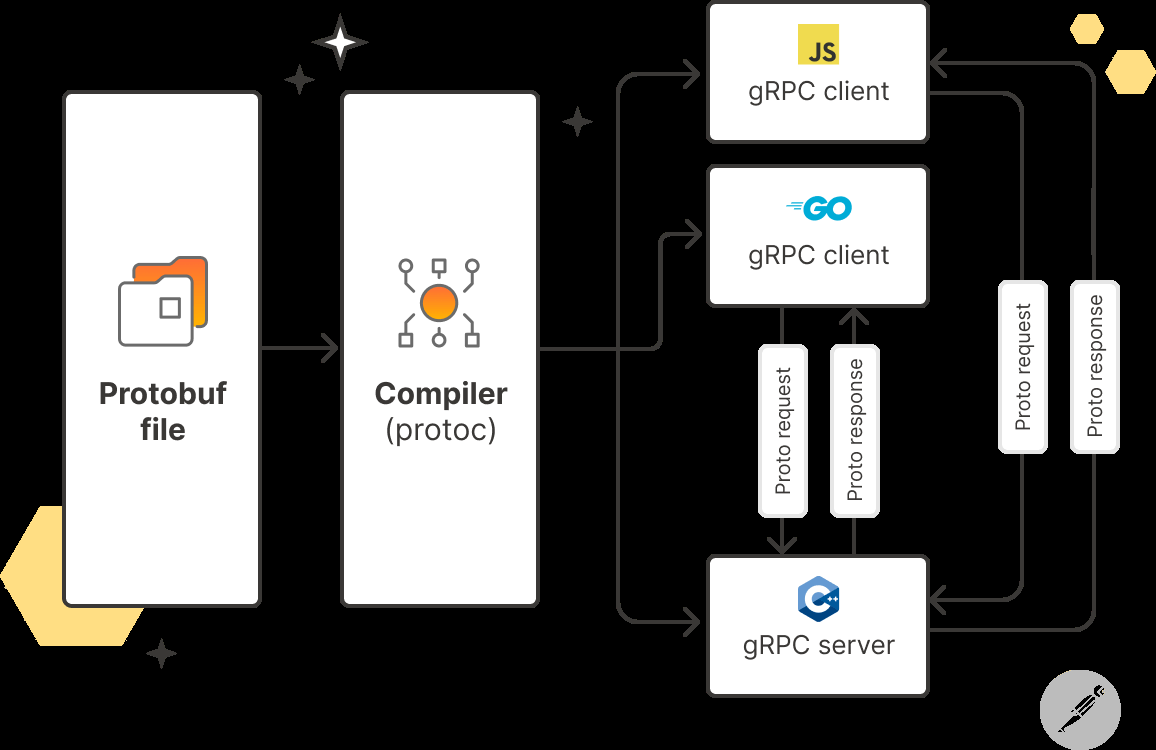 Protobuf
file
Compiler
(protoc)
JS
gRPC client
GO
gRPC client
Proto request
Proto response
Proto request
Proto response
C++
gRPC server